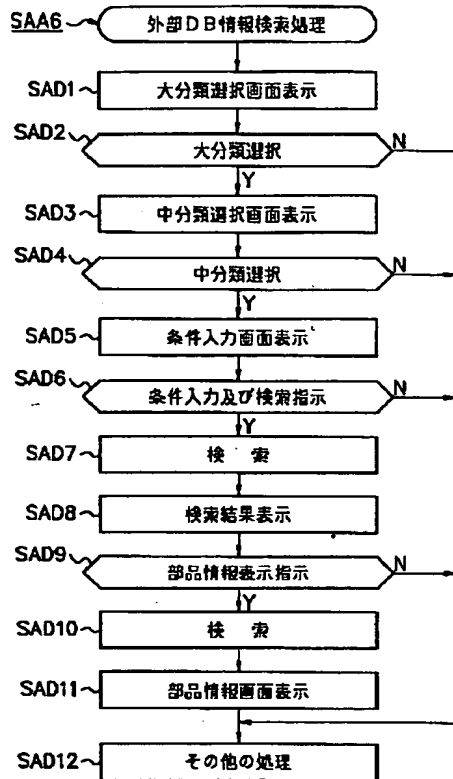 SAA6 外部DB情報検索処理
SAD1 大分類選択画面表示
SAD2 大分類選択 N
Y
SAD3 中分類選択画面表示
SAD4 中分類選択 N
Y
SAD5 条件入力画面表示
SAD6 条件入力及び検索指示 N
Y
SAD7 検 索
SAD8 検索結果表示
SAD9 部品情報表示指示 N
Y
SAD10 検 索
SAD11 部品情報画面表示
SAD12 その他の処理